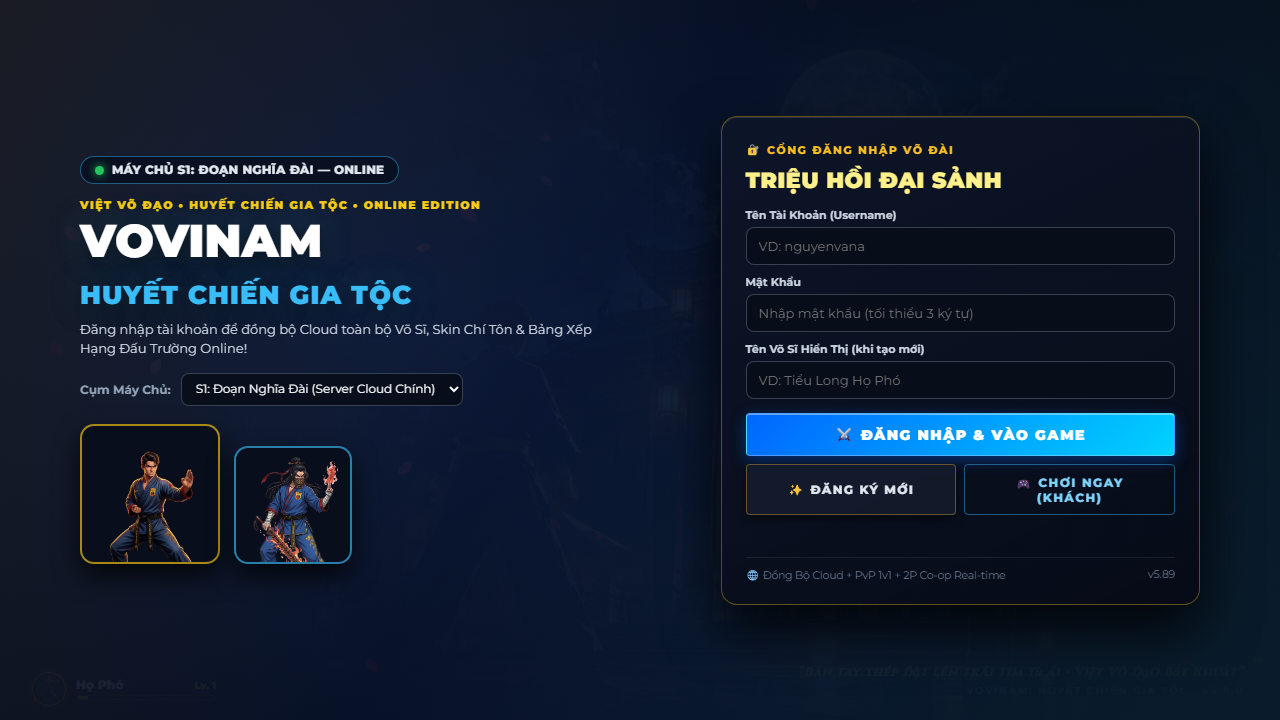 MÁY CHỦ S1: ĐOẠN NGHĨA ĐÀI — ONLINE
VIỆT VÕ ĐẠO • HUYẾT CHIẾN GIA TỘC • ONLINE EDITION
VOVINAM
HUYẾT CHIẾN GIA TỘC
Đăng nhập tài khoản để đồng bộ Cloud toàn bộ Võ Sĩ, Skin Chí Tôn & Bảng Xếp
Hạng Đấu Trường Online!
Cụm Máy Chủ:
S1: Đoạn Nghĩa Đài (Server Cloud Chính)
CỔNG ĐĂNG NHẬP VÕ ĐÀI
TRIỆU HỒI ĐẠI SẢNH
Tên Tài Khoản (Username)
VD: nguyenvana
Mật Khẩu
Nhập mật khẩu (tối thiểu 3 ký tự)
Tên Võ Sĩ Hiển Thị (khi tạo mới)
VD: Tiểu Long Họ Phó
ĐĂNG NHẬP & VÀO GAME
ĐĂNG KÝ MỚI
CHƠI NGAY
(KHÁCH)
Đồng Bộ Cloud + PvP 1v1 + 2P Co-op Real-time
v5.89
Họ Phó
Lv. 1